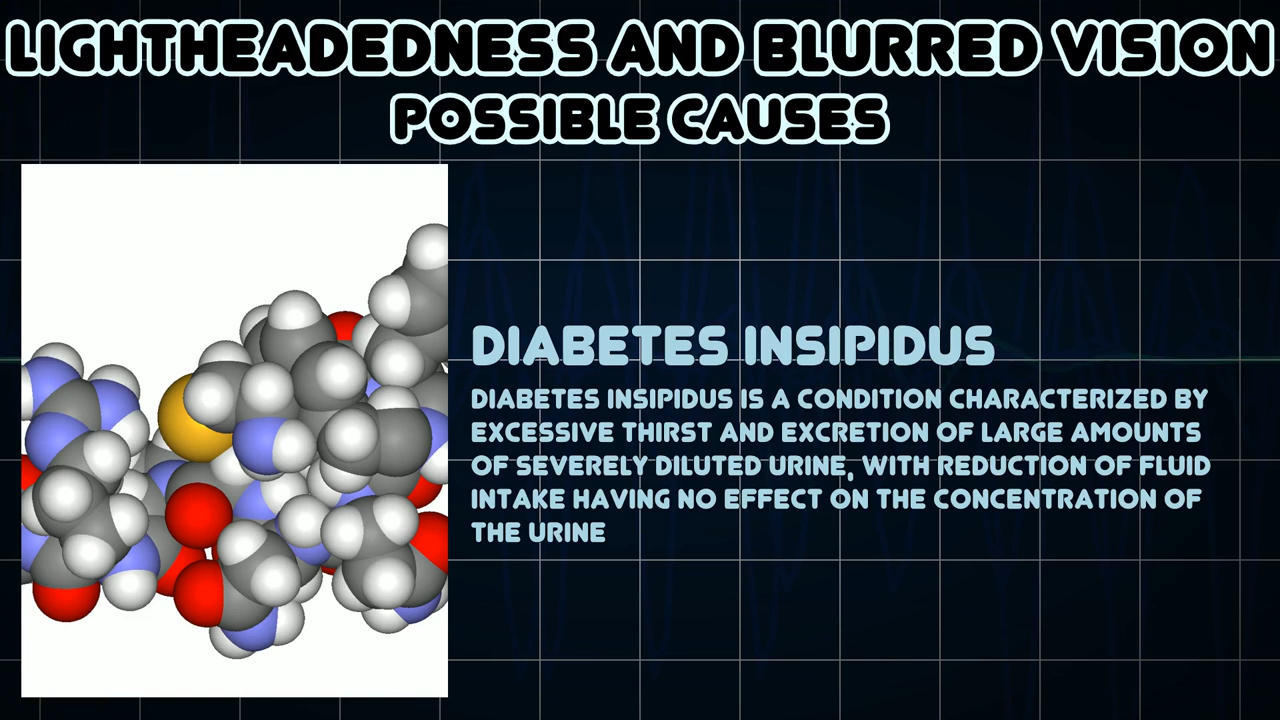 LIGHTHEADEDNESS AND BLURRED VISION
POSSIBLE CAUSES
DIABETES INSIPIDUS
DIABETES INSIPIDUS IS A CONDITION CHARACTERIZED BY
EXCESSIVE THIRST AND EXCRETION OF LARGE AMOUNTS
OF SEVERELY DILUTED URINE, WITH REDUCTION OF FLUID
INTAKE HAVING NO EFFECT ON THE CONCENTRATION OF
THE URINE